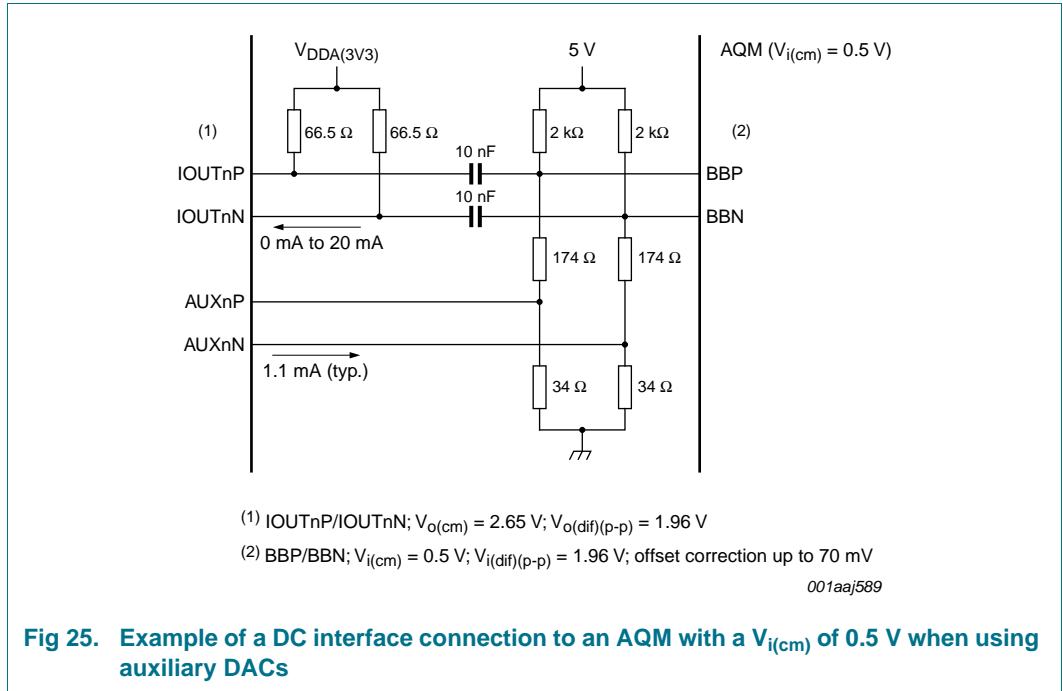 VDDA(3V3)
5 V
AQM (Vi(cm) = 0.5 V)
(1)
66.5 Ω
66.5 Ω
2 kΩ
2 kΩ
(2)
10 nF
IOUTnP
BBP
10 nF
IOUTnN
BBN
0 mA to 20 mA
174 Ω
174 Ω
AUXnP
AUXnN
1.1 mA (typ.)
34 Ω
34 Ω
(1) IOUTnP/IOUTnN; Vo(cm) = 2.65 V; Vo(dif)(p-p) = 1.96 V
(2) BBP/BBN; Vi(cm) = 0.5 V; Vi(dif)(p-p) = 1.96 V; offset correction up to 70 mV
001aaj589
Fig 25. Example of a DC interface connection to an AQM with a Vi(cm) of 0.5 V when using
auxiliary DACs